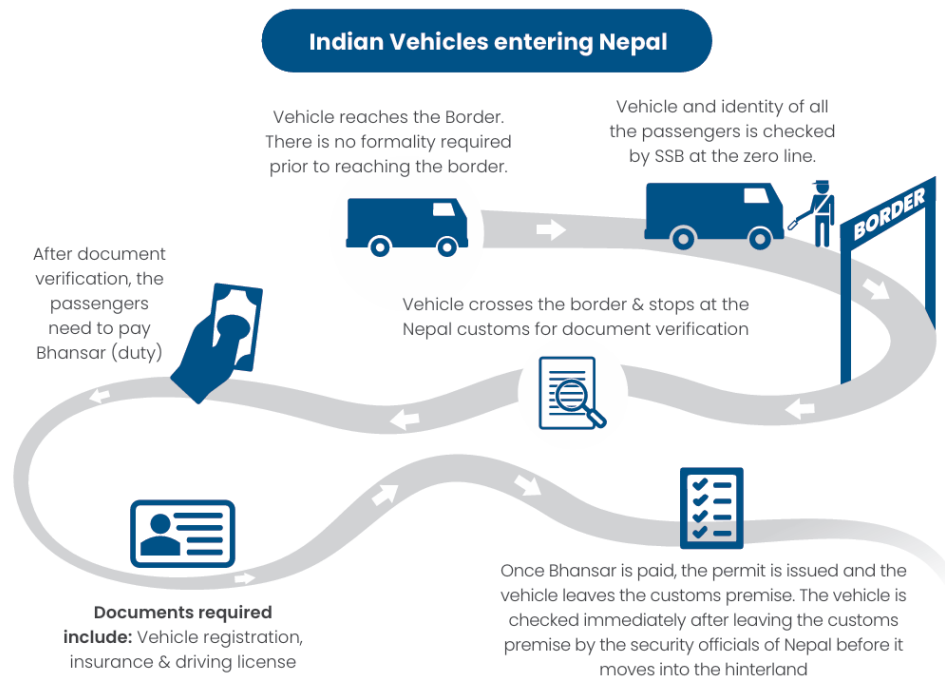 Indian Vehicles entering Nepal
Vehicle reaches the Border.
There is no formality required
prior to reaching the border.
Vehicle and identity of all
the passengers is checked
by SSB at the zero line.
BORDER
Vehicle crosses the border & stops at the
Nepal customs for document verification
After document
verification, the
passengers
need to pay
Bhansar (duty)
Documents required
include: Vehicle registration,
insurance & driving license
Once Bhansar is paid, the permit is issued and the
vehicle leaves the customs premise. The vehicle is
checked immediately after leaving the customs
premise by the security officials of Nepal before it
moves into the hinterland